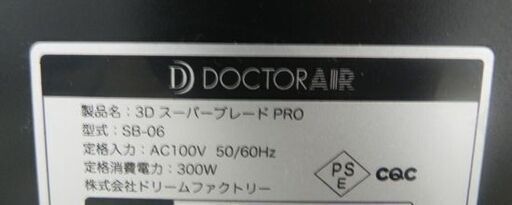 DOCTORAIR
製品名：3D スーパーブレード PRO
型式：SB-06
定格入力：AC100V 50/60Hz
定格消費電力：300W
株式会社ドリームファクトリー
PS
E
CQC